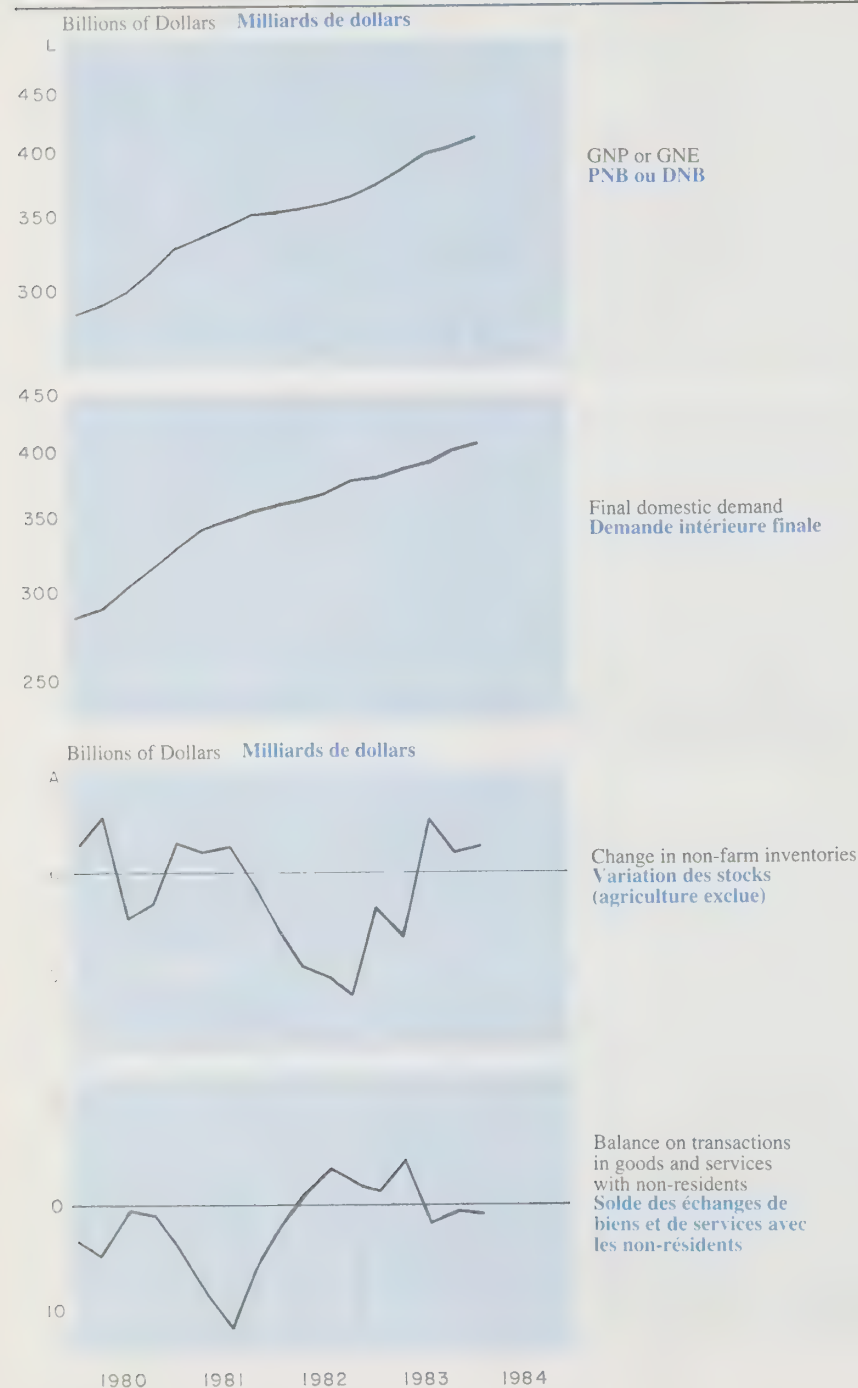 Billions of Dollars Milliards de dollars
L
450
400
350
300
GNP or GNE
PNB ou DNB
450
400
350
300
250
Final domestic demand
Demande intérieure finale
Billions of Dollars Milliards de dollars
A
Change in non-farm inventories
Variation des stocks
(agriculture exclue)
0
10
Balance on transactions
in goods and services
with non-residents
Solde des échanges de
biens et de services avec
les non-résidents
1980 1981 1982 1983 1984